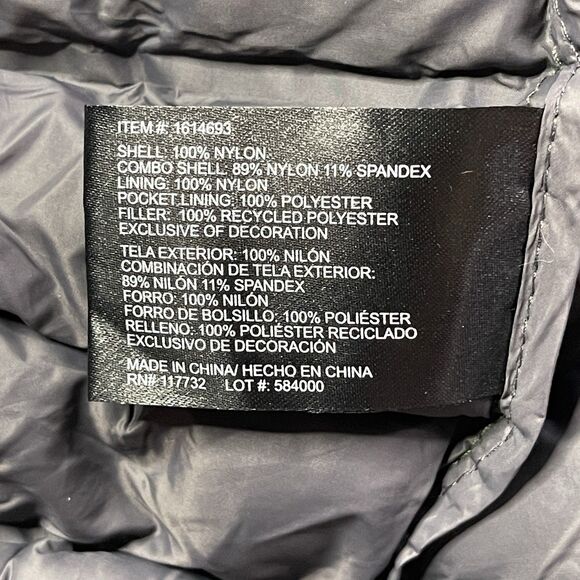 ITEM #: 1614693
SHELL: 100% NYLON
COMBO SHELL: 89% NYLON 11% SPANDEX
LINING: 100% NYLON
POCKET LINING: 100% POLYESTER
FILLER: 100% RECYCLED POLYESTER
EXCLUSIVE OF DECORATION
TELA EXTERIOR: 100% NILÓN
COMBINACIÓN DE TELA EXTERIOR:
89% NILÓN 11% SPANDEX
FORRO: 100% NILÓN
FORRO DE BOLSILLO: 100% POLIÉSTER
RELLENO: 100% POLIÉSTER RECICLADO
EXCLUSIVO DE DECORACIÓN
MADE IN CHINA/ HECHO EN CHINA
RN# 117732 LOT #: 584000